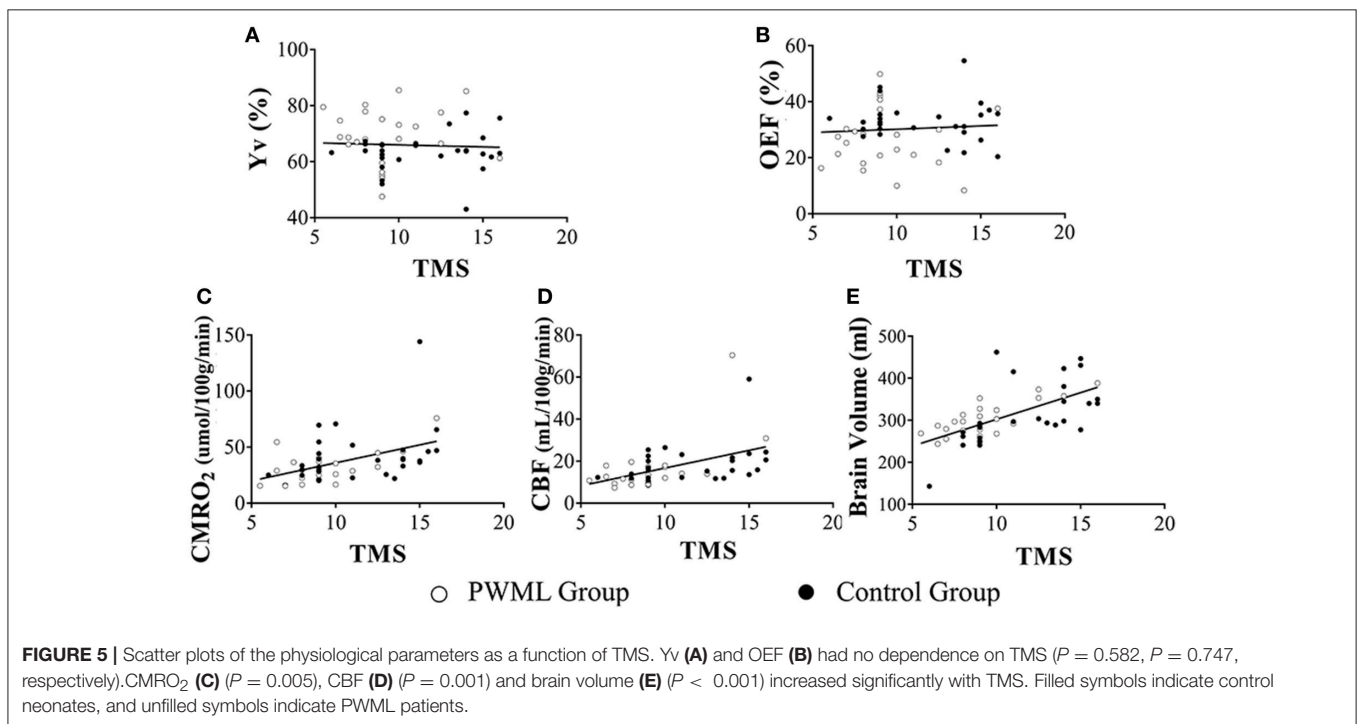 A
100
80
60
40
Yv (%)
5 10 15 20
TMS
B
60
40
20
0
OEF (%)
5 10 15 20
TMS
C
150
100
50
0
CMRO2 (umol/100g/min)
5 10 15 20
TMS
D
80
60
40
20
0
CBF (mL/100g/min)
5 10 15 20
TMS
E
500
400
300
200
100
Brain Volume (ml)
5 10 15 20
TMS
○ PWML Group ● Control Group
FIGURE 5 | Scatter plots of the physiological parameters as a function of TMS. Yv (A) and OEF (B) had no dependence on TMS (P = 0.582, P = 0.747,
respectively).CMRO2 (C) (P = 0.005), CBF (D) (P = 0.001) and brain volume (E) (P < 0.001) increased significantly with TMS. Filled symbols indicate control
neonates, and unfilled symbols indicate PWML patients.